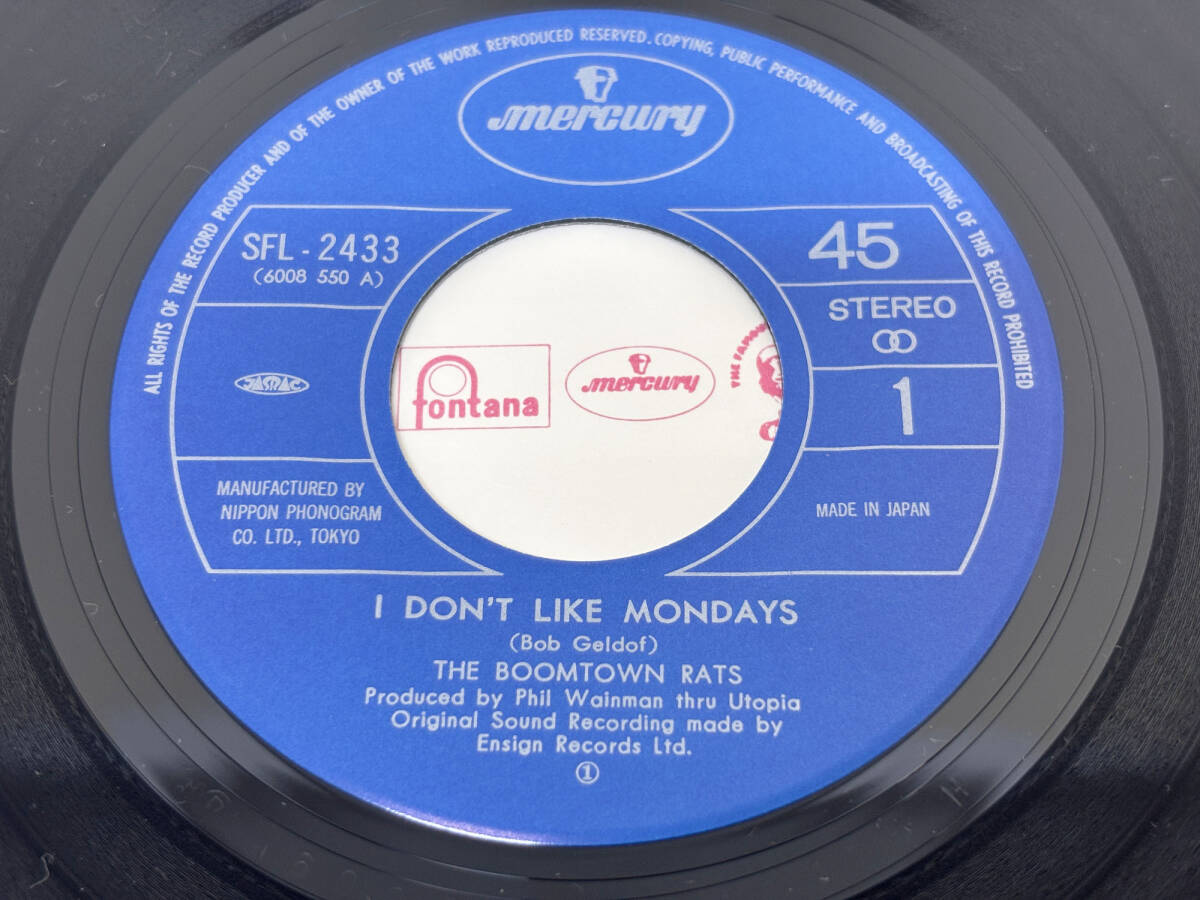 ALL RIGHTS OF THE RECORD PRODUCER AND OF THE OWNER OF THE WORK REPRODUCED RESERVED. COPYING, PUBLIC PERFORMANCE AND BROADCASTING OF THIS RECORD PROHIBITED
mercury
SFL-2433
(6008 550 A)
45
STEREO
JASRAC
1
fontana
mercury
THE FAMOU
MANUFACTURED BY
NIPPON PHONOGRAM
CO. LTD., TOKYO
MADE IN JAPAN
I DON'T LIKE MONDAYS
(Bob Geldof)
THE BOOMTOWN RATS
Produced by Phil Wainman thru Utopia
Original Sound Recording made by
Ensign Records Ltd.
①